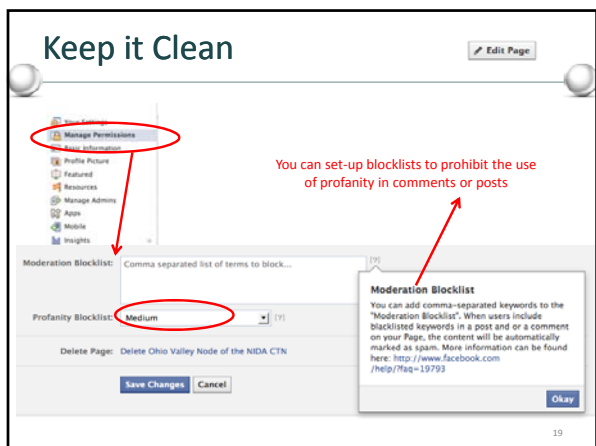 Keep it Clean
Edit Page
Your Settings
Manage Permissions
Basic Information
Profile Picture
Featured
Resources
Manage Admins
Apps
Mobile
Insights
You can set-up blocklists to prohibit the use
of profanity in comments or posts
Moderation Blocklist: Comma separated list of terms to block... [?]
Profanity Blocklist: Medium [?]
Delete Page: Delete Ohio Valley Node of the NIDA CTN
Save Changes Cancel
Moderation Blocklist
You can add comma-separated keywords to the
"Moderation Blocklist". When users include
blacklisted keywords in a post and or a comment
on your Page, the content will be automatically
marked as spam. More information can be found
here: http://www.facebook.com
/help/?faq=19793
Okay
19